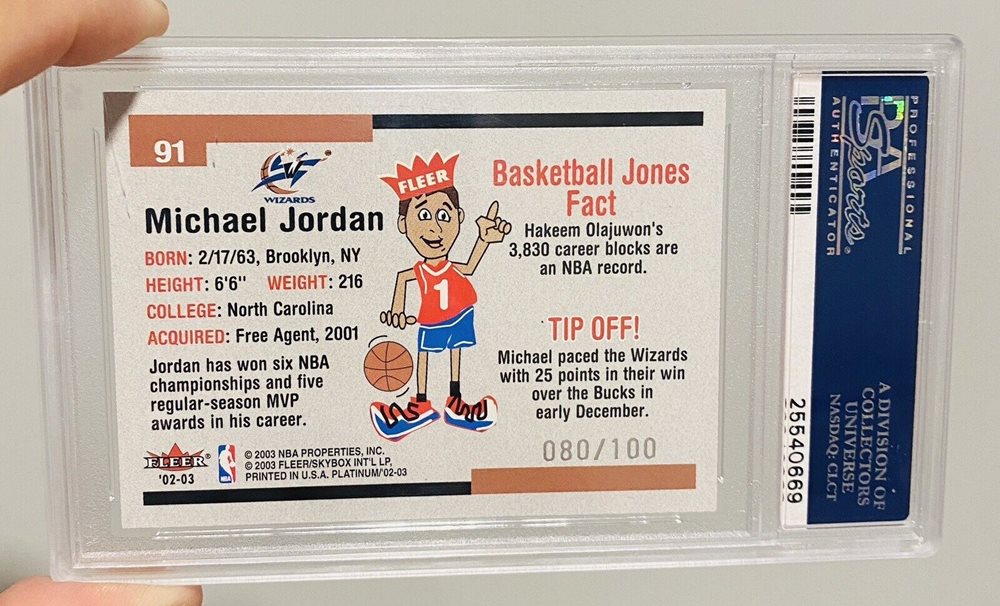 91
WIZARDS
Michael Jordan
BORN: 2/17/63, Brooklyn, NY
HEIGHT: 6'6" WEIGHT: 216
COLLEGE: North Carolina
ACQUIRED: Free Agent, 2001
Jordan has won six NBA
championships and five
regular-season MVP
awards in his career.
FLEER®
'02-03
NBA
© 2003 NBA PROPERTIES, INC.
© 2003 FLEER/SKYBOX INT'L LP,
PRINTED IN U.S.A. PLATINUM/'02-03
FLEER
1
Basketball Jones
Fact
Hakeem Olajuwon's
3,830 career blocks are
an NBA record.
TIP OFF!
Michael paced the Wizards
with 25 points in their win
over the Bucks in
early December.
080/100
PROFESSIONAL
PSA
Sports
AUTHENTICATOR
A DIVISION OF
COLLECTORS
UNIVERSE
NASDAQ: CLCT
25540669